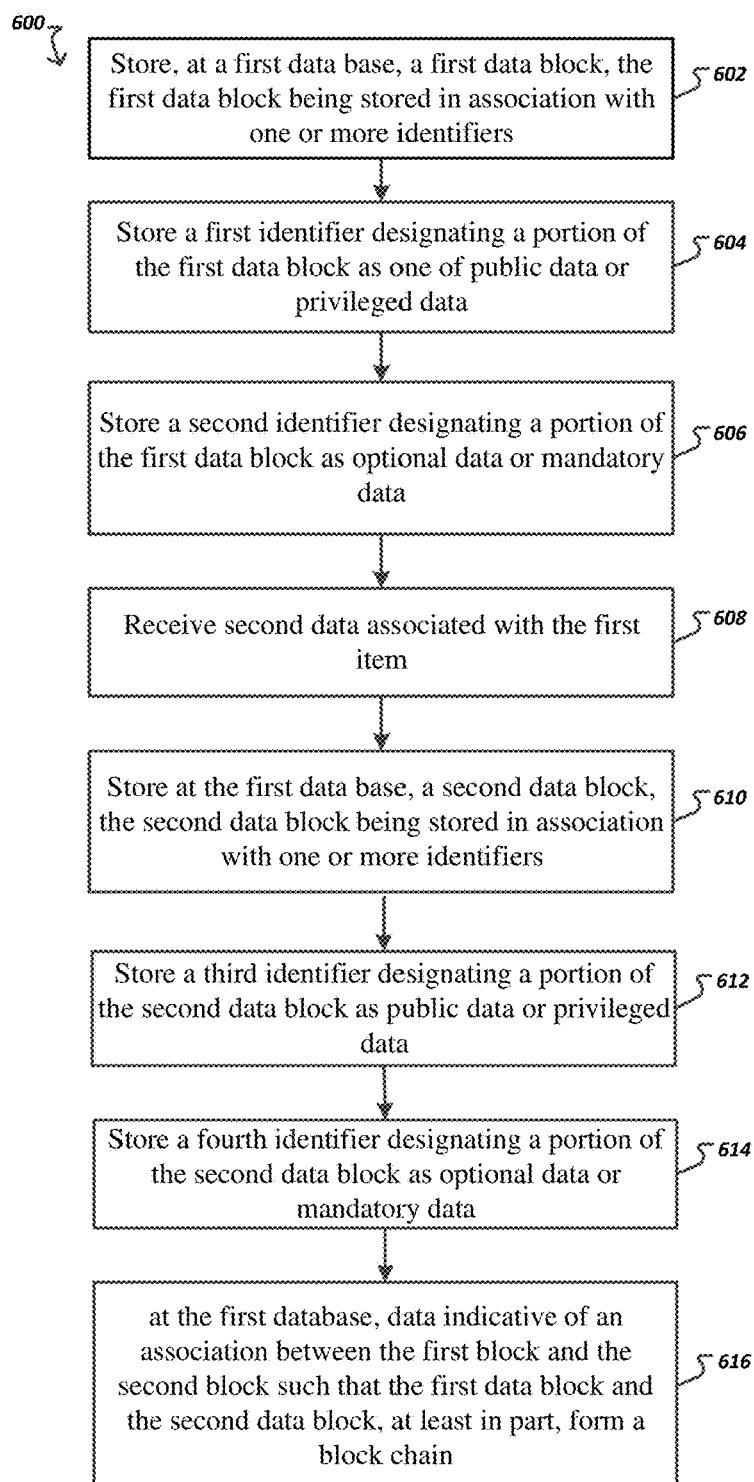 600
Store, at a first data base, a first data block, the
first data block being stored in association with
one or more identifiers
602
Store a first identifier designating a portion of
the first data block as one of public data or
privileged data
604
Store a second identifier designating a portion of
the first data block as optional data or mandatory
data
606
Receive second data associated with the first
item
608
Store at the first data base, a second data block,
the second data block being stored in association
with one or more identifiers
610
Store a third identifier designating a portion of
the second data block as public data or privileged
data
612
Store a fourth identifier designating a portion of
the second data block as optional data or
mandatory data
614
at the first database, data indicative of an
association between the first block and the
second block such that the first data block and
the second data block, at least in part, form a
block chain
616